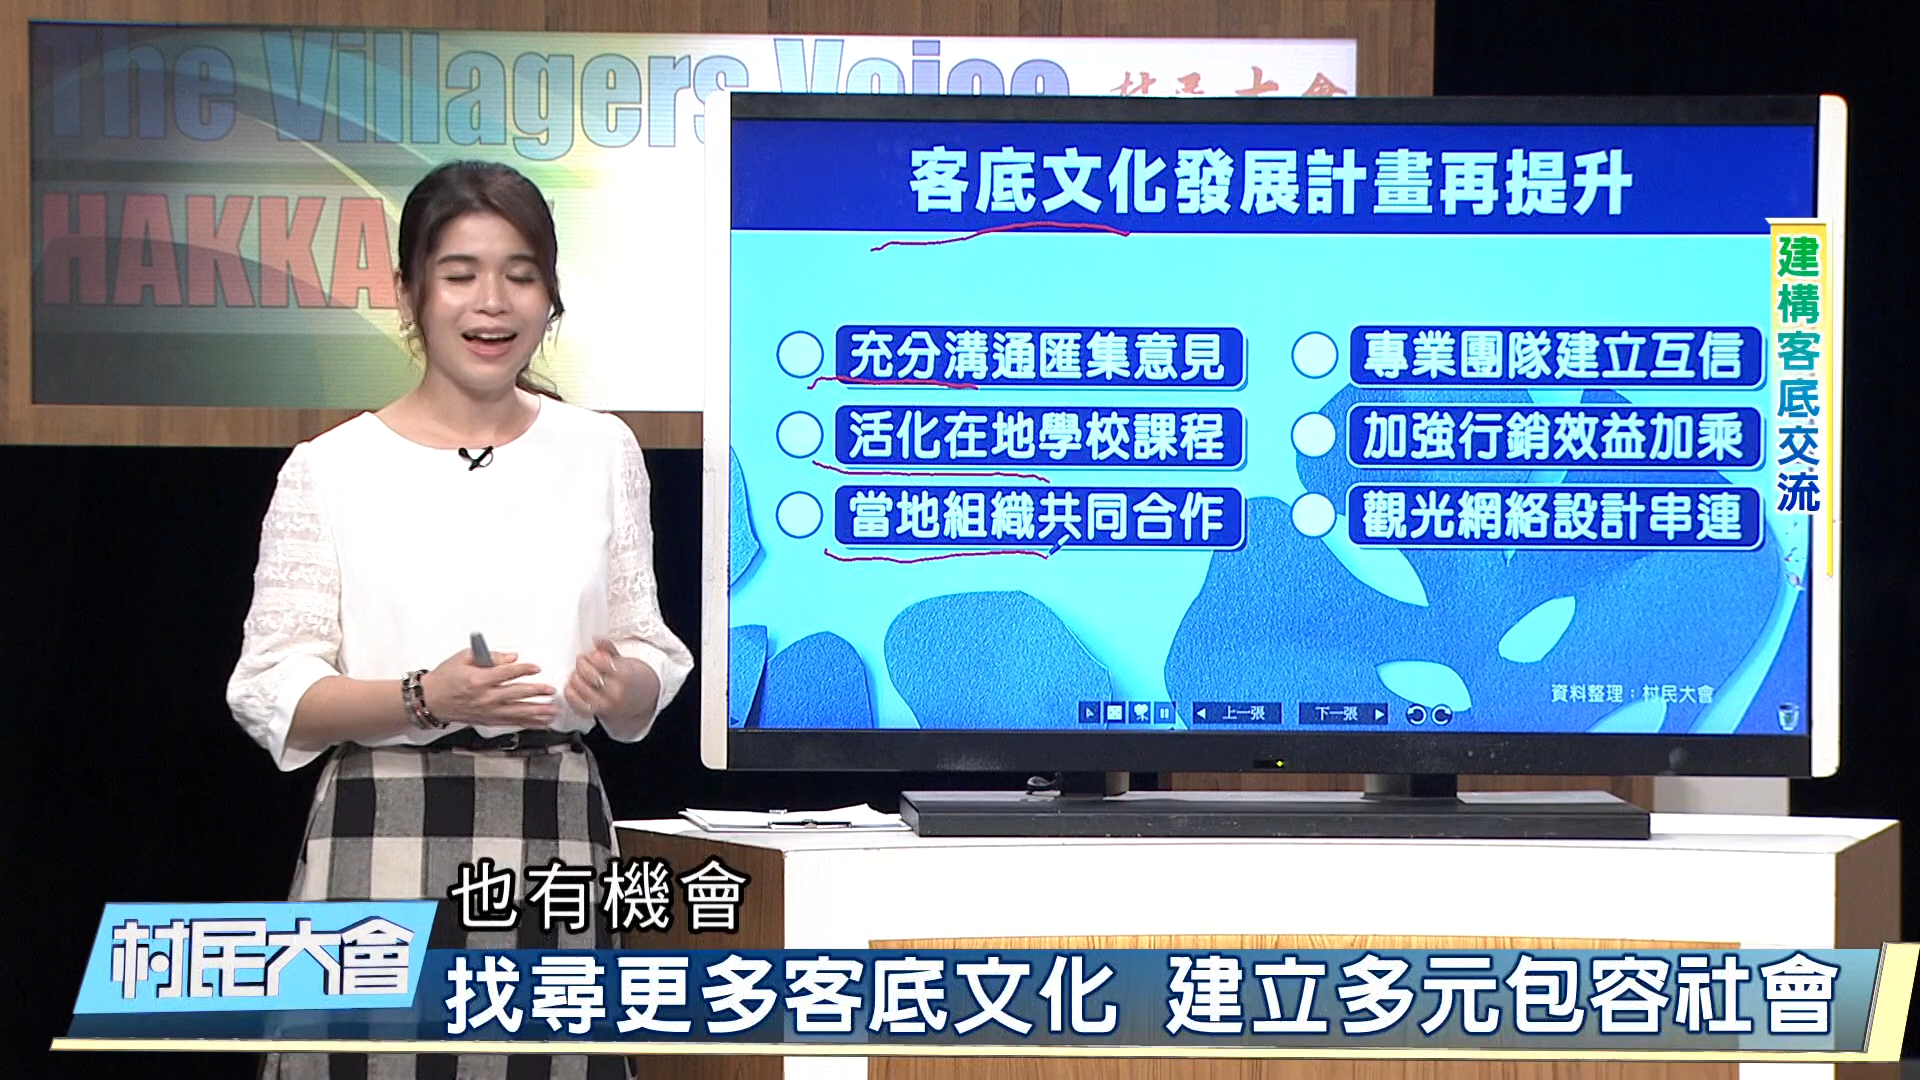 The Villagers Voice
村民大會
HAKKA
客底文化發展計畫再提升
充分溝通匯集意見
專業團隊建立互信
活化在地學校課程
加強行銷效益加乘
當地組織共同合作
觀光網絡設計串連
資料整理：村民大會
上一張
下一張
建構客底交流
也有機會
村民大會
找尋更多客底文化 建立多元包容社會